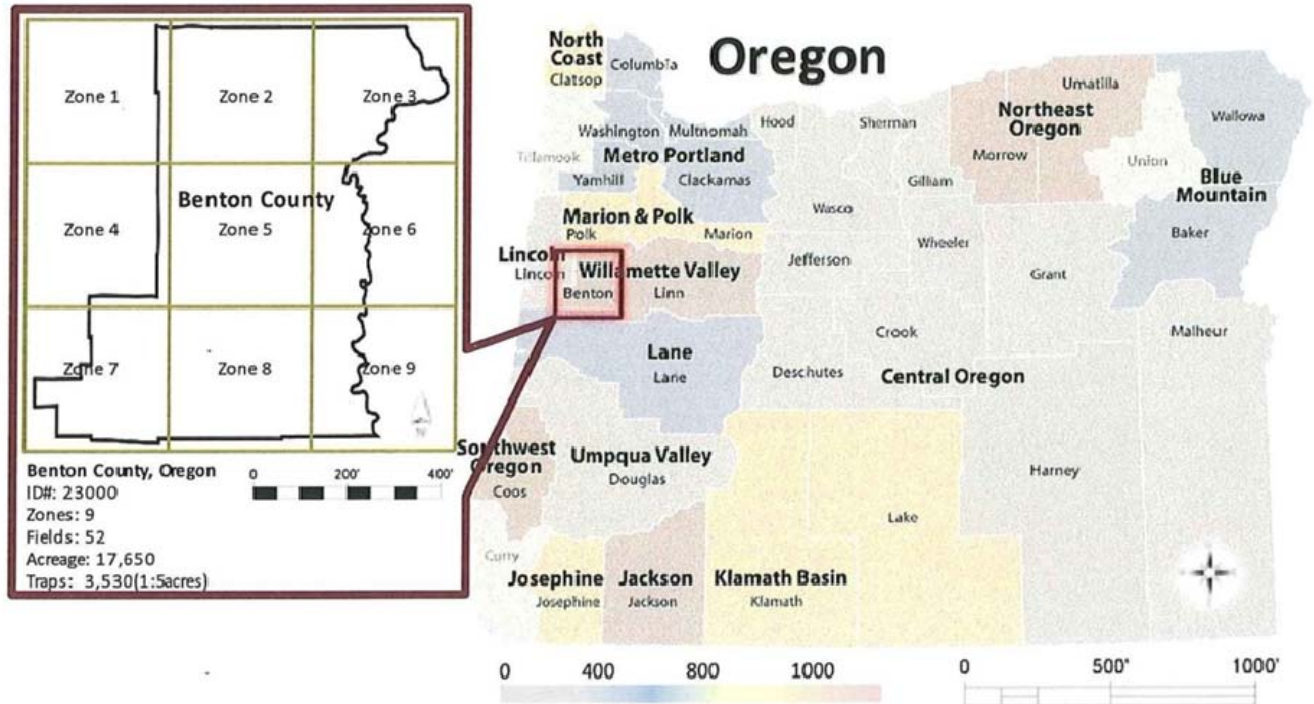 Zone 1
Zone 2
Zone 3
Benton County
Zone 4
Zone 5
Zone 6
Zone 7
Zone 8
Zone 9
N
Benton County, Oregon
ID#: 23000
Zones: 9
Fields: 52
Acreage: 17,650
Traps: 3,530(1:5acres)
0 200' 400'
Oregon
North
Coast
Clatsop
Columbia
Tillamook
Washington
Multnomah
Metro Portland
Yamhill
Clackamas
Hood
Sherman
Gilliam
Wasco
Umatilla
Northeast
Oregon
Morrow
Union
Wallowa
Blue
Mountain
Baker
Marion & Polk
Polk
Marion
Lincoln
Lincoln
Willamette Valley
Benton
Linn
Jefferson
Wheeler
Grant
Crook
Malheur
Lane
Lane
Deschutes
Central Oregon
Southwest
Oregon
Coos
Umpqua Valley
Douglas
Harney
Lake
Curry
Josephine
Josephine
Jackson
Jackson
Klamath Basin
Klamath
0 400 800 1000
0 500' 1000'